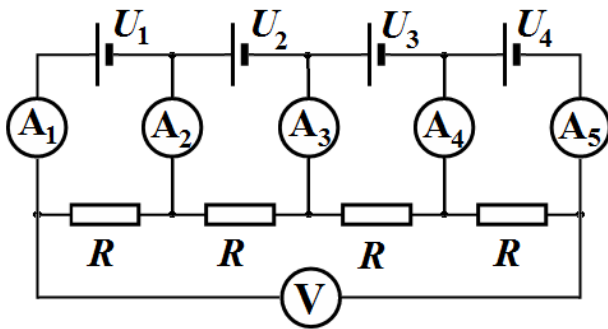 U₁ U₂ U₃ U₄
A₁ A₂ A₃ A₄ A₅
R R R R
V